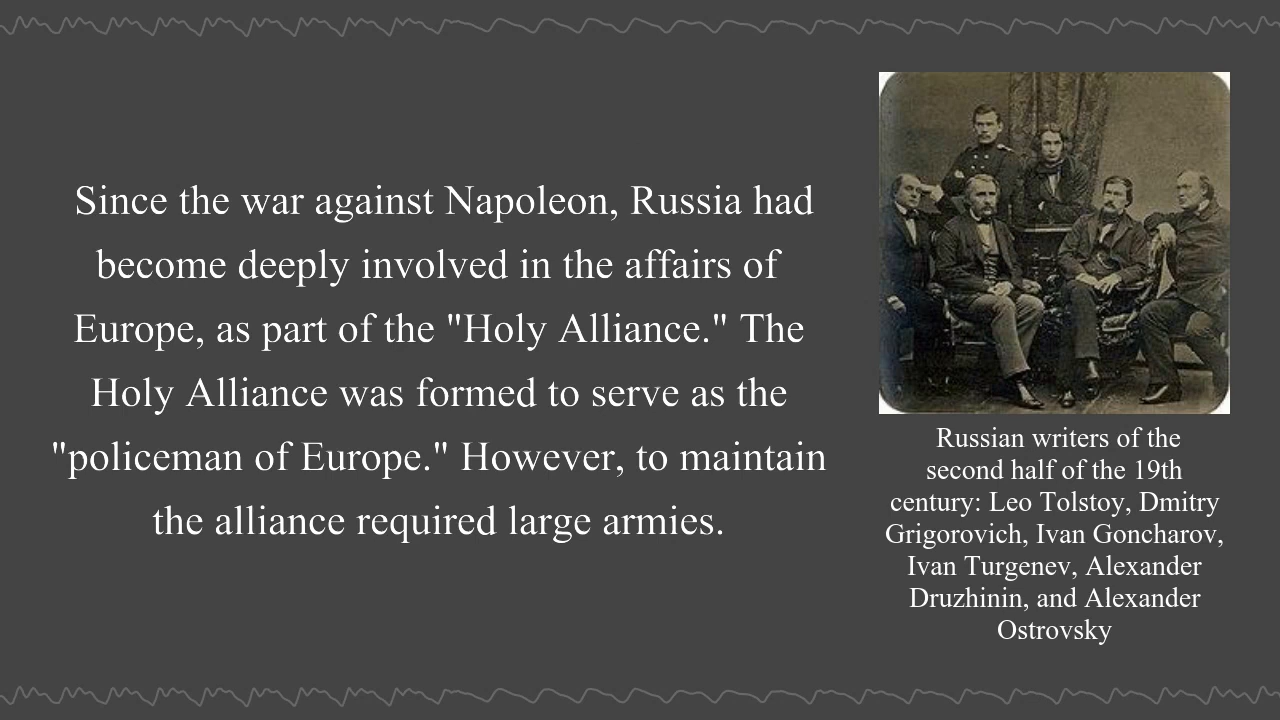 Since the war against Napoleon, Russia had
become deeply involved in the affairs of
Europe, as part of the "Holy Alliance." The
Holy Alliance was formed to serve as the
"policeman of Europe." However, to maintain
the alliance required large armies.
Russian writers of the
second half of the 19th
century: Leo Tolstoy, Dmitry
Grigorovich, Ivan Goncharov,
Ivan Turgenev, Alexander
Druzhinin, and Alexander
Ostrovsky